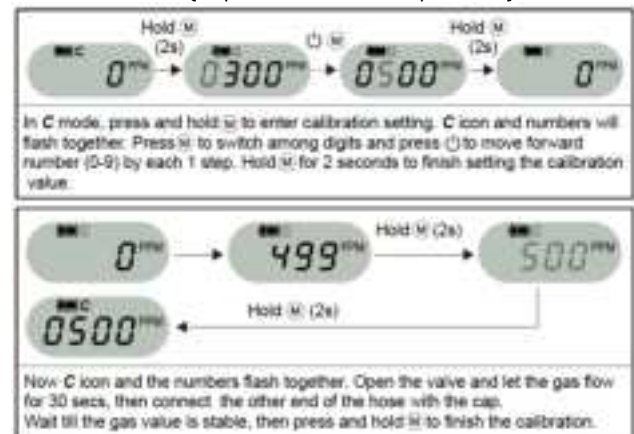 Hold M (2s) Hold M (2s)
0 PPM 0300 PPM M 0500 PPM 0 PPM
In C mode, press and hold M to enter calibration setting. C icon and numbers will
flash together. Press M to switch among digits and press to move forward
number (0-9) by each 1 step. Hold M for 2 seconds to finish setting the calibration
value.
0 PPM 499 PPM Hold M (2s) 500 PPM
0500 PPM Hold M (2s)
Now C icon and the numbers flash together. Open the valve and let the gas flow
for 30 secs, then connect the other end of the hose with the cap.
Wait till the gas value is stable, then press and hold M to finish the calibration.